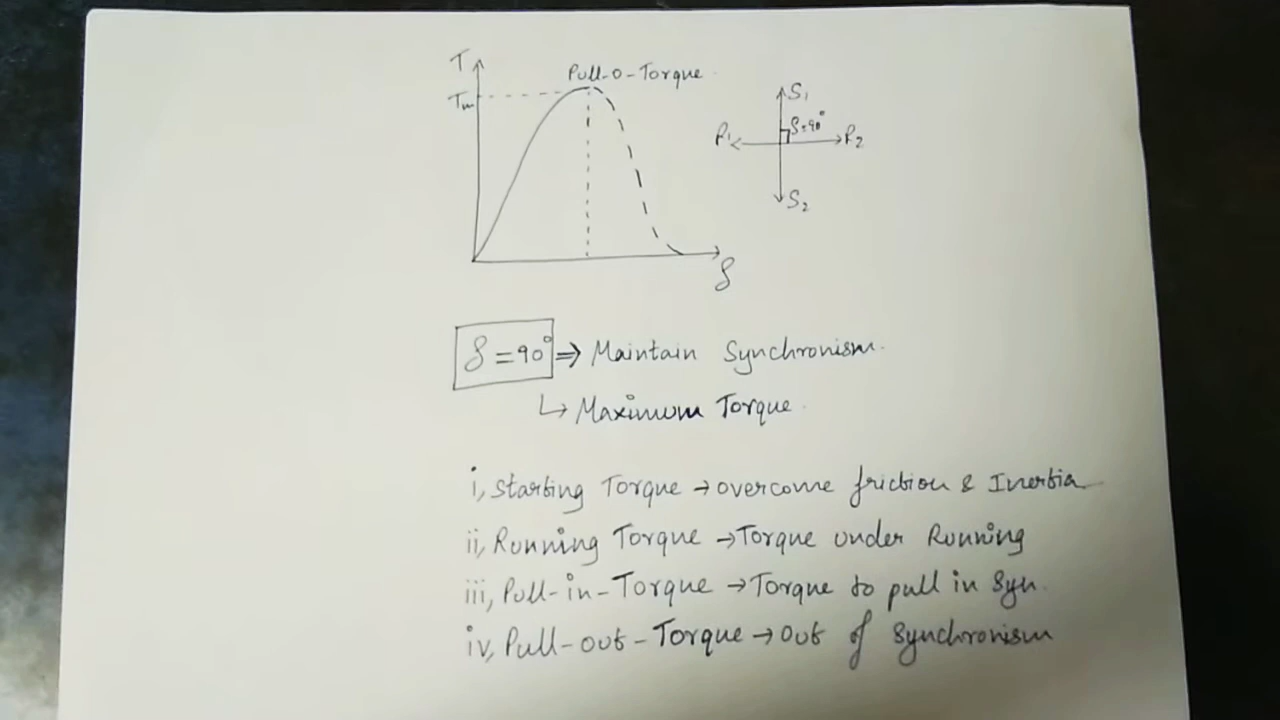 T
Pull-o-Torque
Tm
S1
δ=90°
P1
P2
S2
δ
δ = 90° ⇒ Maintain Synchronism.
↳ Maximum Torque.
i, Starting Torque → overcome friction & Inertia
ii, Running Torque → Torque under Running
iii, Pull-in-Torque → Torque to pull in Syn.
iv, Pull-out-Torque → out of synchronism